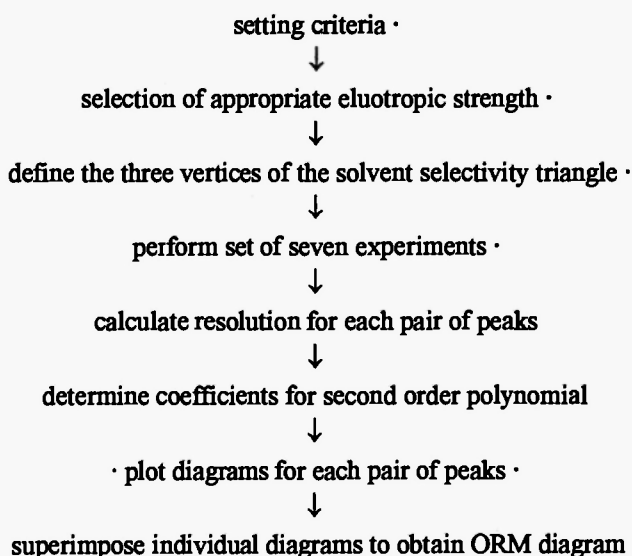 setting criteria ·
↓
selection of appropriate eluotropic strength ·
↓
define the three vertices of the solvent selectivity triangle ·
↓
perform set of seven experiments ·
↓
calculate resolution for each pair of peaks
↓
determine coefficients for second order polynomial
↓
· plot diagrams for each pair of peaks ·
↓
superimpose individual diagrams to obtain ORM diagram